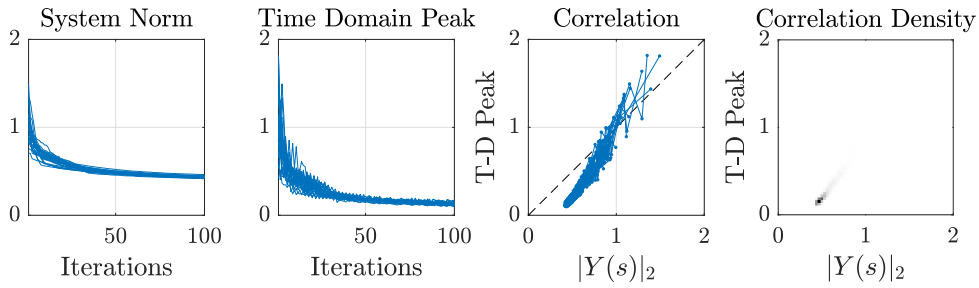 System Norm
2
1
0
50
100
Iterations
Time Domain Peak
2
1
0
50
100
Iterations
Correlation
T-D Peak
2
1
0
0
1
2
|Y(s)|₂
Correlation Density
T-D Peak
2
1
0
0
1
2
|Y(s)|₂